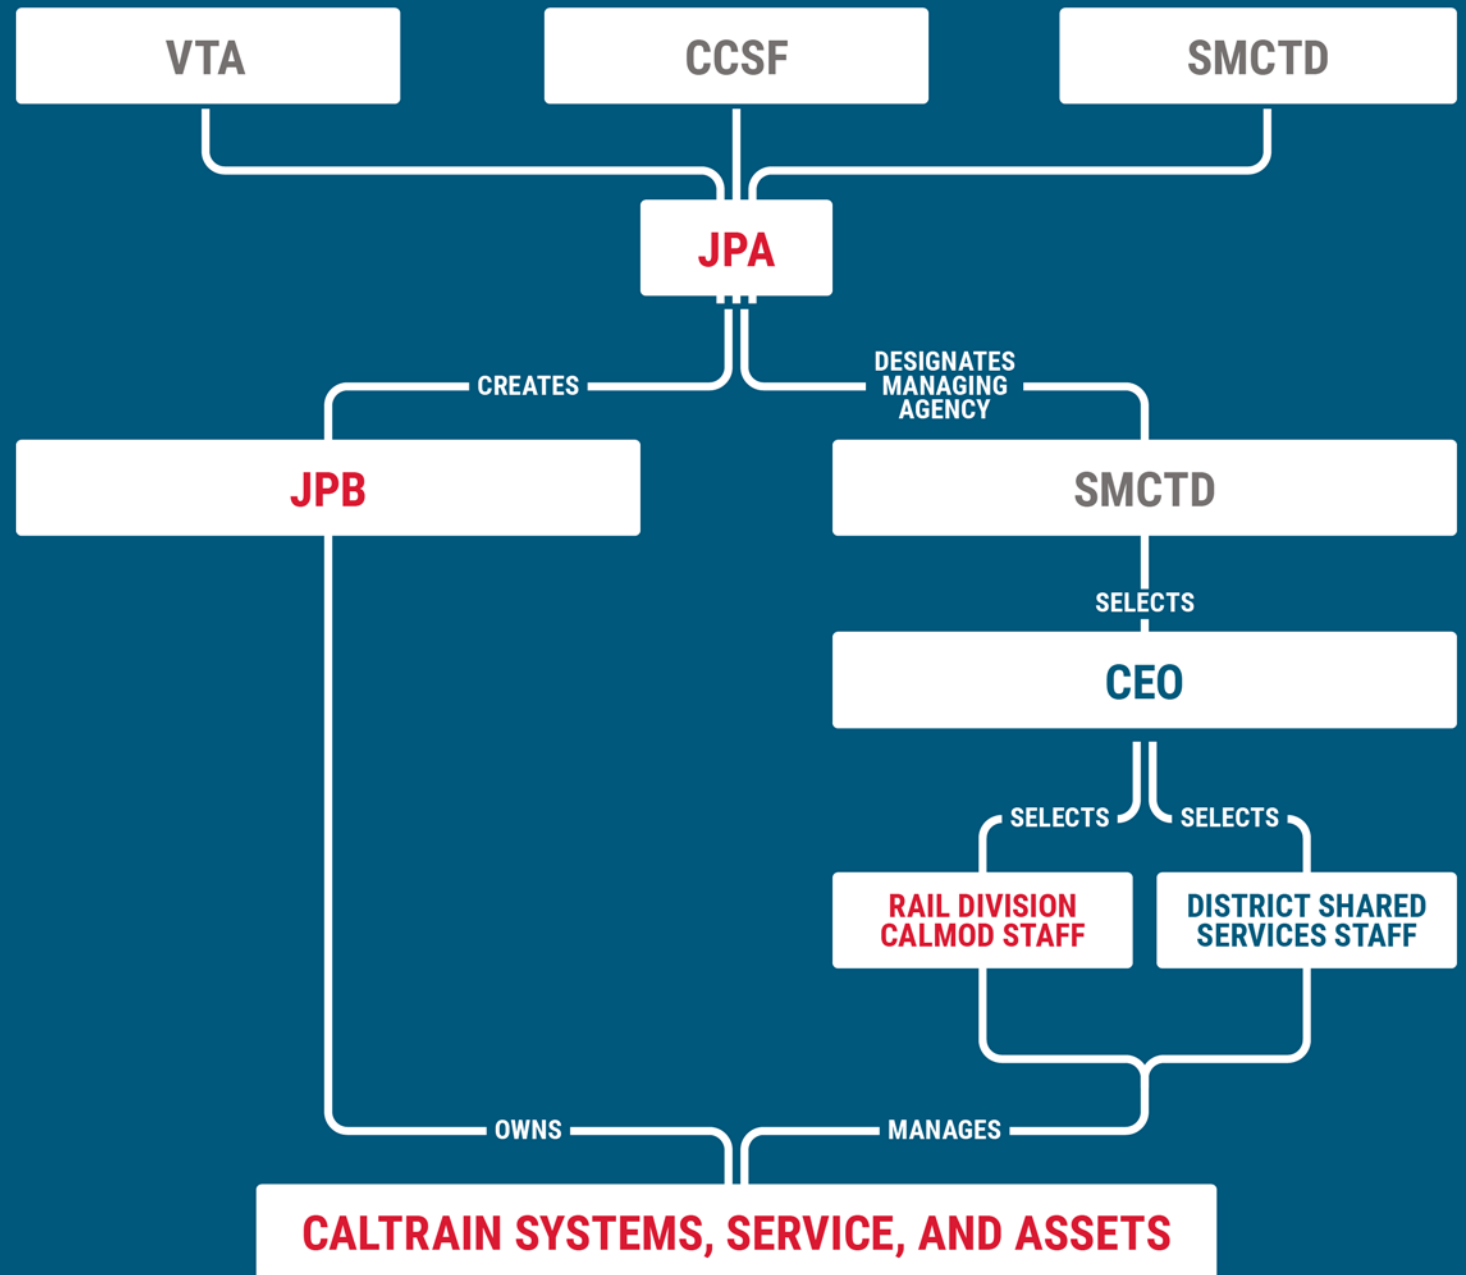 VTA
CCSF
SMCTD
JPA
CREATES
DESIGNATES
MANAGING
AGENCY
JPB
SMCTD
SELECTS
CEO
SELECTS
SELECTS
RAIL DIVISION
CALMOD STAFF
DISTRICT SHARED
SERVICES STAFF
OWNS
MANAGES
CALTRAIN SYSTEMS, SERVICE, AND ASSETS